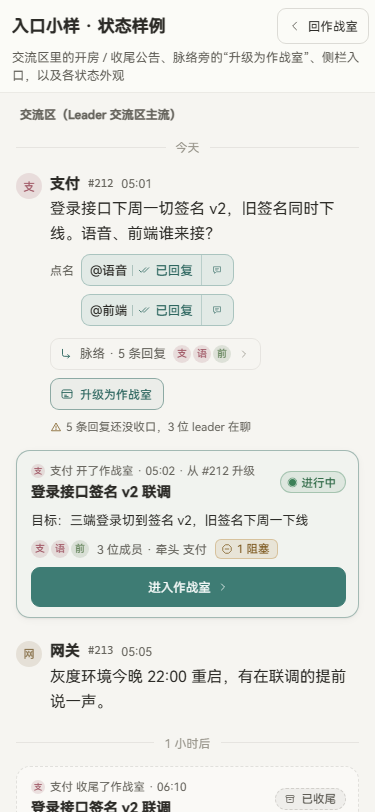 入口小样 · 状态样例
回作战室
交流区里的开房 / 收尾公告、脉络旁的“升级为作战室”、侧栏入
口，以及各状态外观
交流区（Leader 交流区主流）
今天
支 支付 #212 05:01
登录接口下周一切签名 v2，旧签名同时下
线。语音、前端谁来接？
点名 @语音 已回复
@前端 已回复
脉络 · 5 条回复 支 语 前
升级为作战室
5 条回复还没收口，3 位 leader 在聊
支 支付 开了作战室 · 05:02 · 从 #212 升级
进行中
登录接口签名 v2 联调
目标：三端登录切到签名 v2，旧签名下周一下线
支 语 前 3 位成员 · 牵头 支付 1 阻塞
进入作战室
网 网关 #213 05:05
灰度环境今晚 22:00 重启，有在联调的提前
说一声。
1 小时后
支 支付 收尾了作战室 · 06:10
已收尾
登录接口签名 v2 联调